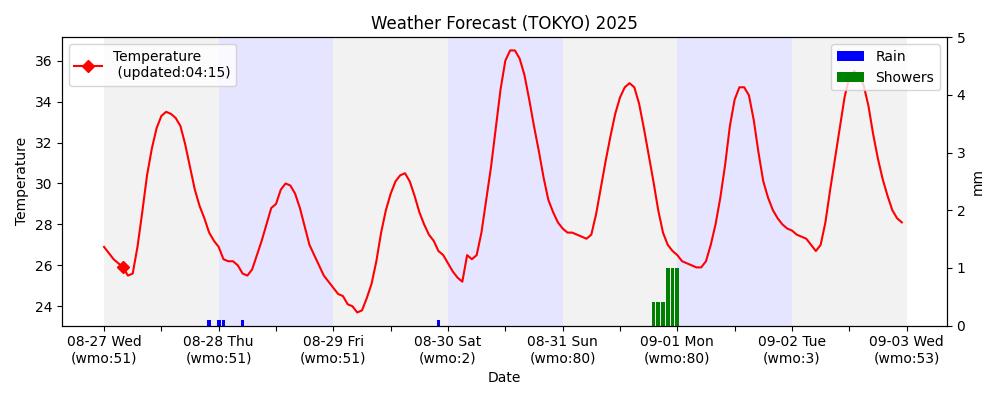 Weather Forecast (TOKYO) 2025
Temperature
(updated:04:15)
Rain
Showers
Temperature
36
34
32
30
28
26
24
5
4
3
2
1
0
mm
08-27 Wed
(wmo:51)
08-28 Thu
(wmo:51)
08-29 Fri
(wmo:51)
08-30 Sat
(wmo:2)
08-31 Sun
(wmo:80)
09-01 Mon
(wmo:80)
09-02 Tue
(wmo:3)
09-03 Wed
(wmo:53)
Date